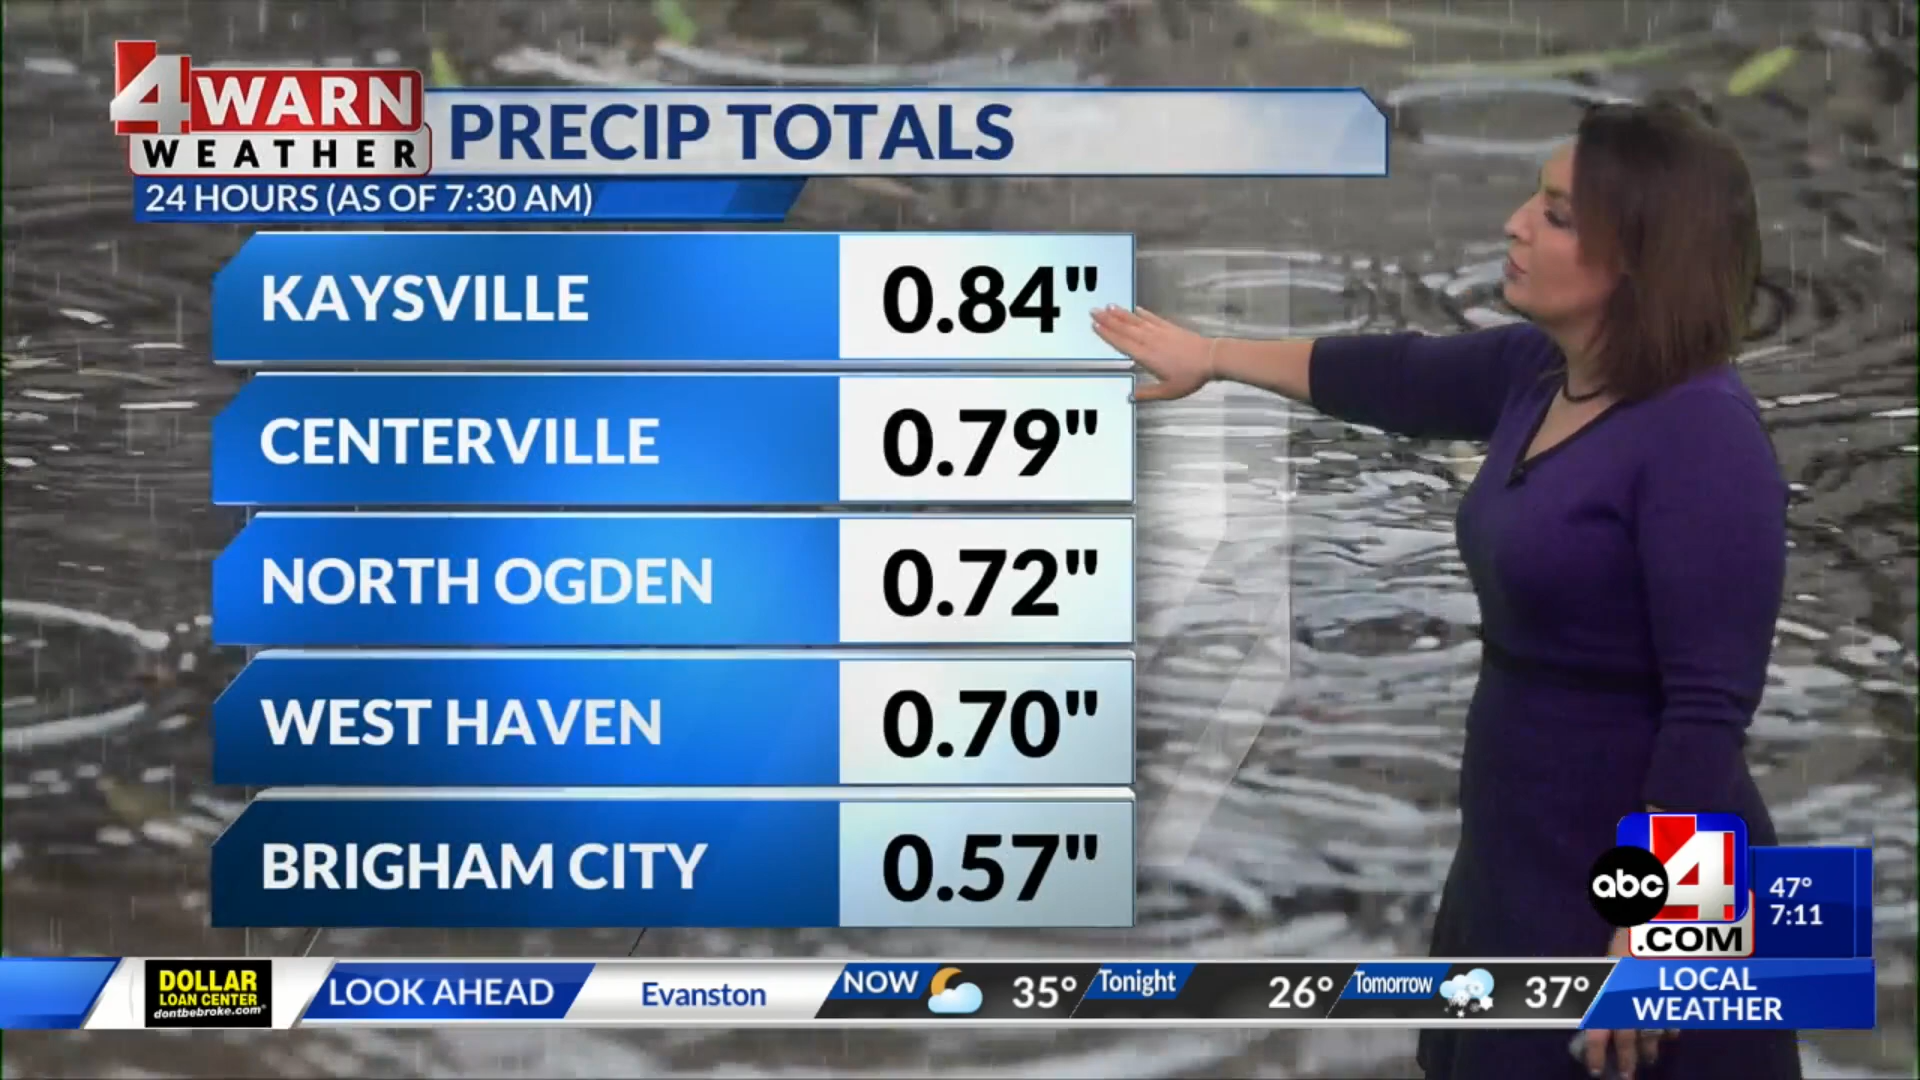 4WARN
WEATHER
PRECIP TOTALS
24 HOURS (AS OF 7:30 AM)
KAYSVILLE 0.84"
CENTERVILLE 0.79"
NORTH OGDEN 0.72"
WEST HAVEN 0.70"
BRIGHAM CITY 0.57"
abc 4
.COM
47°
7:11
DOLLAR
LOAN CENTER
dontbebroke.com
LOOK AHEAD
Evanston
NOW 35°
Tonight 26°
Tomorrow 37°
LOCAL
WEATHER